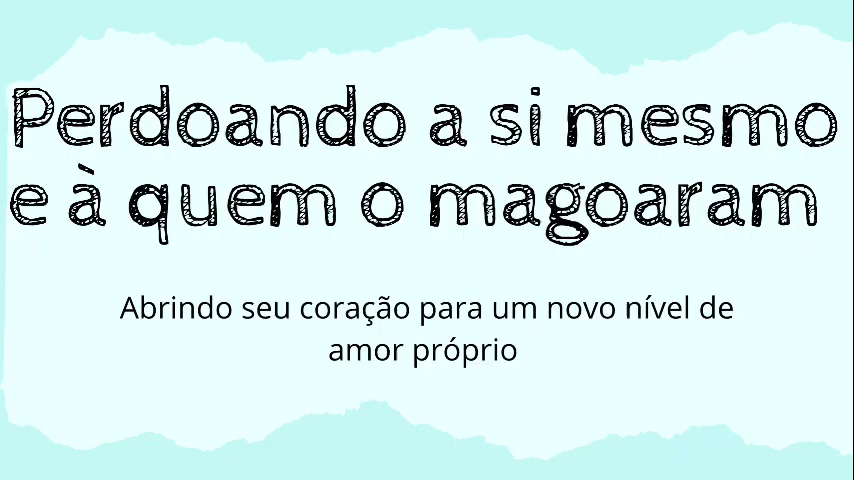 Perdoando a si mesmo
e à quem o magoaram
Abrindo seu coração para um novo nível de
amor próprio